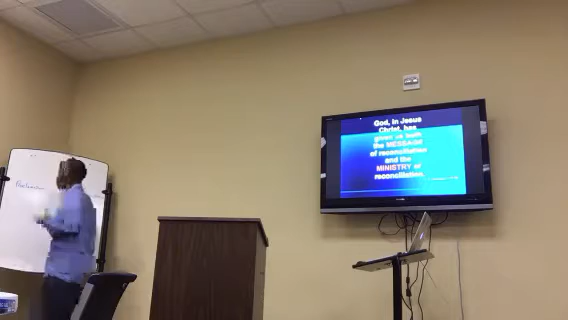 God, in Jesus
Christ, has
given us both
the MESSAGE
of reconciliation
and the
MINISTRY of
reconciliation.